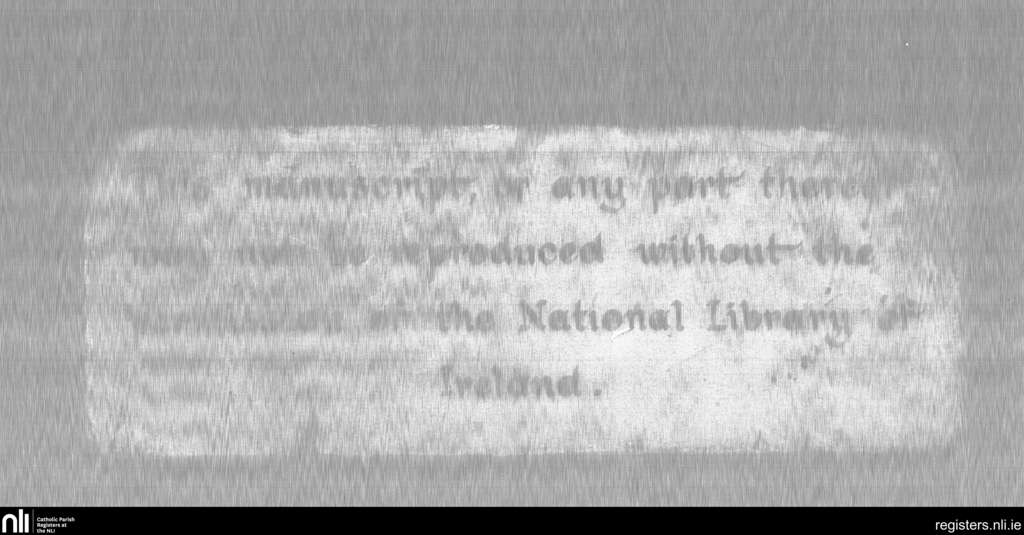 This manuscript, or any part thereof
may not be reproduced without the
permission of the National Library of
Ireland.
nli
Catholic Parish
Registers at
the NLI
registers.nli.ie